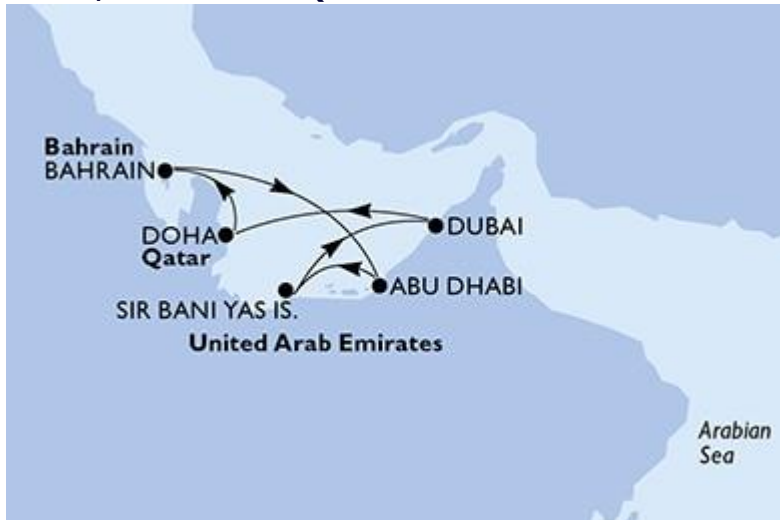 Bahrain
BAHRAIN
DOHA
Qatar
DUBAI
ABU DHABI
SIR BANI YAS IS.
United Arab Emirates
Arabian
Sea